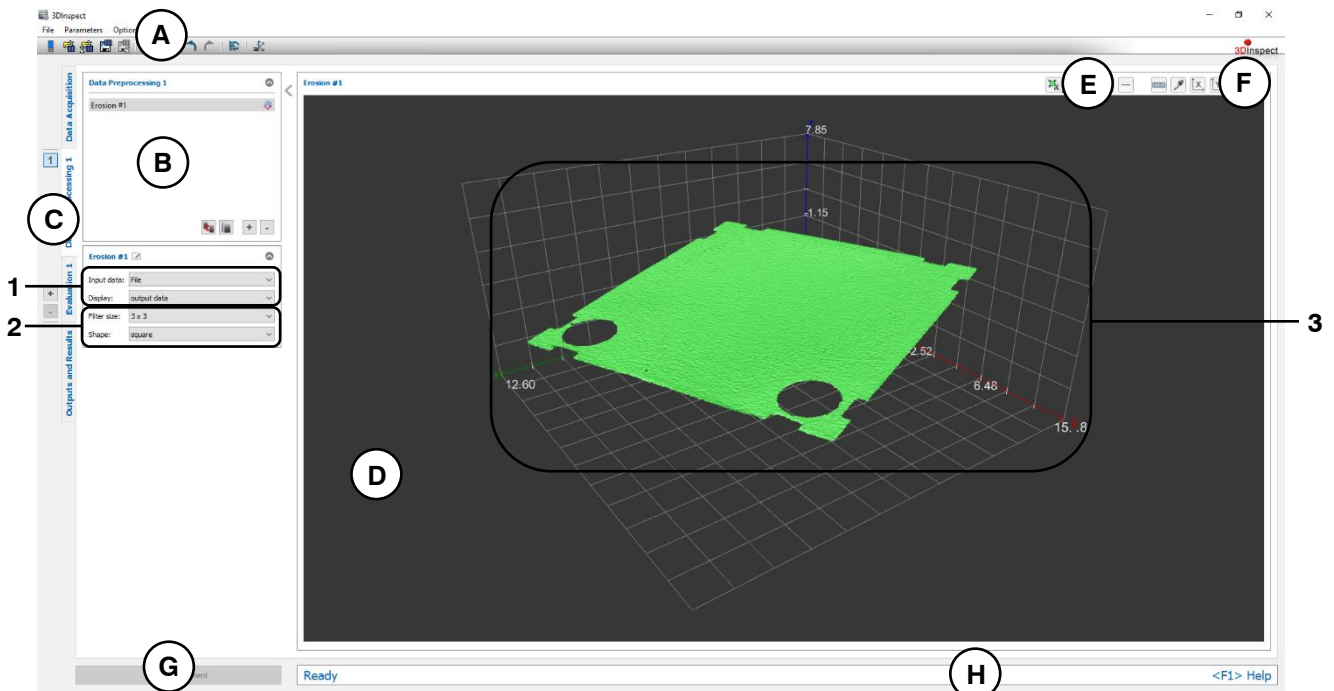 3DInspect
File Parameters
A
3DInspect
Data Acquisition
Data Preprocessing 1
Erosion #1
E
F
Erosion #1
B
1
C
+
-
7.85
-1.15
Erosion #1
Input data: File
Display: output data
Filter size: 3 x 3
Shape: square
1
2
+
-
Evaluation 1
Outputs and Results
3
2.52
6.48
12.60
D
G
Ready
H
<F1> Help